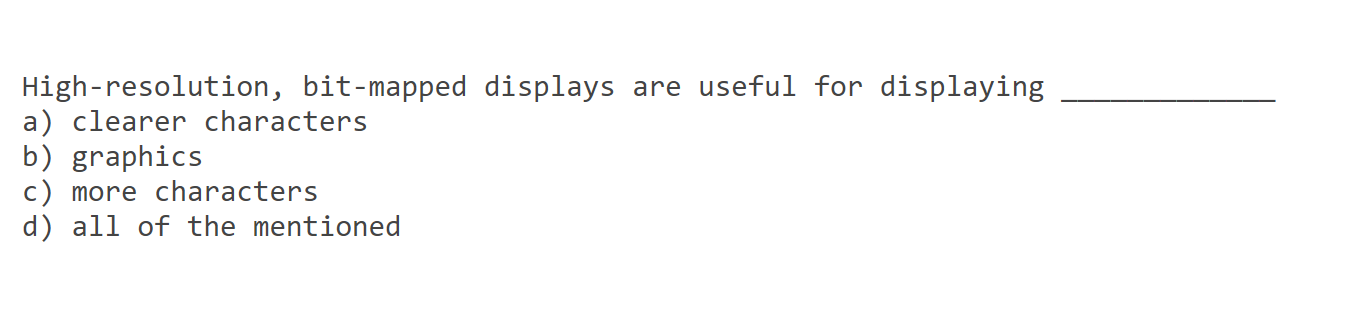 High-resolution, bit-mapped displays are useful for displaying _____________
a) clearer characters
b) graphics
c) more characters
d) all of the mentioned